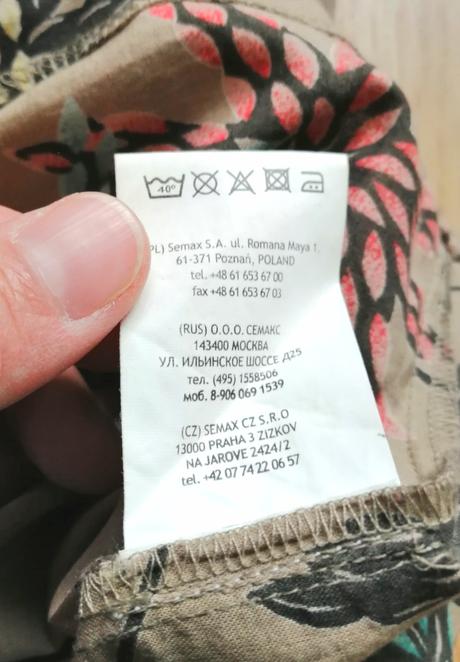 40°
PL) Semax S.A. ul. Romana Maya 1,
61-371 Poznań, POLAND
tel. +48 61 653 67 00
fax +48 61 653 67 03
(RUS) О.О.О. СЕМАКС
143400 МОСКВА
УЛ. ИЛЬИНСКОЕ ШОССЕ Д25
тел. (495) 1558506
моб. 8-906 069 1539
(CZ) SEMAX CZ S.R.O
13000 PRAHA 3 ZIZKOV
NA JAROVE 2424/2
tel. +42 07 74 22 06 57